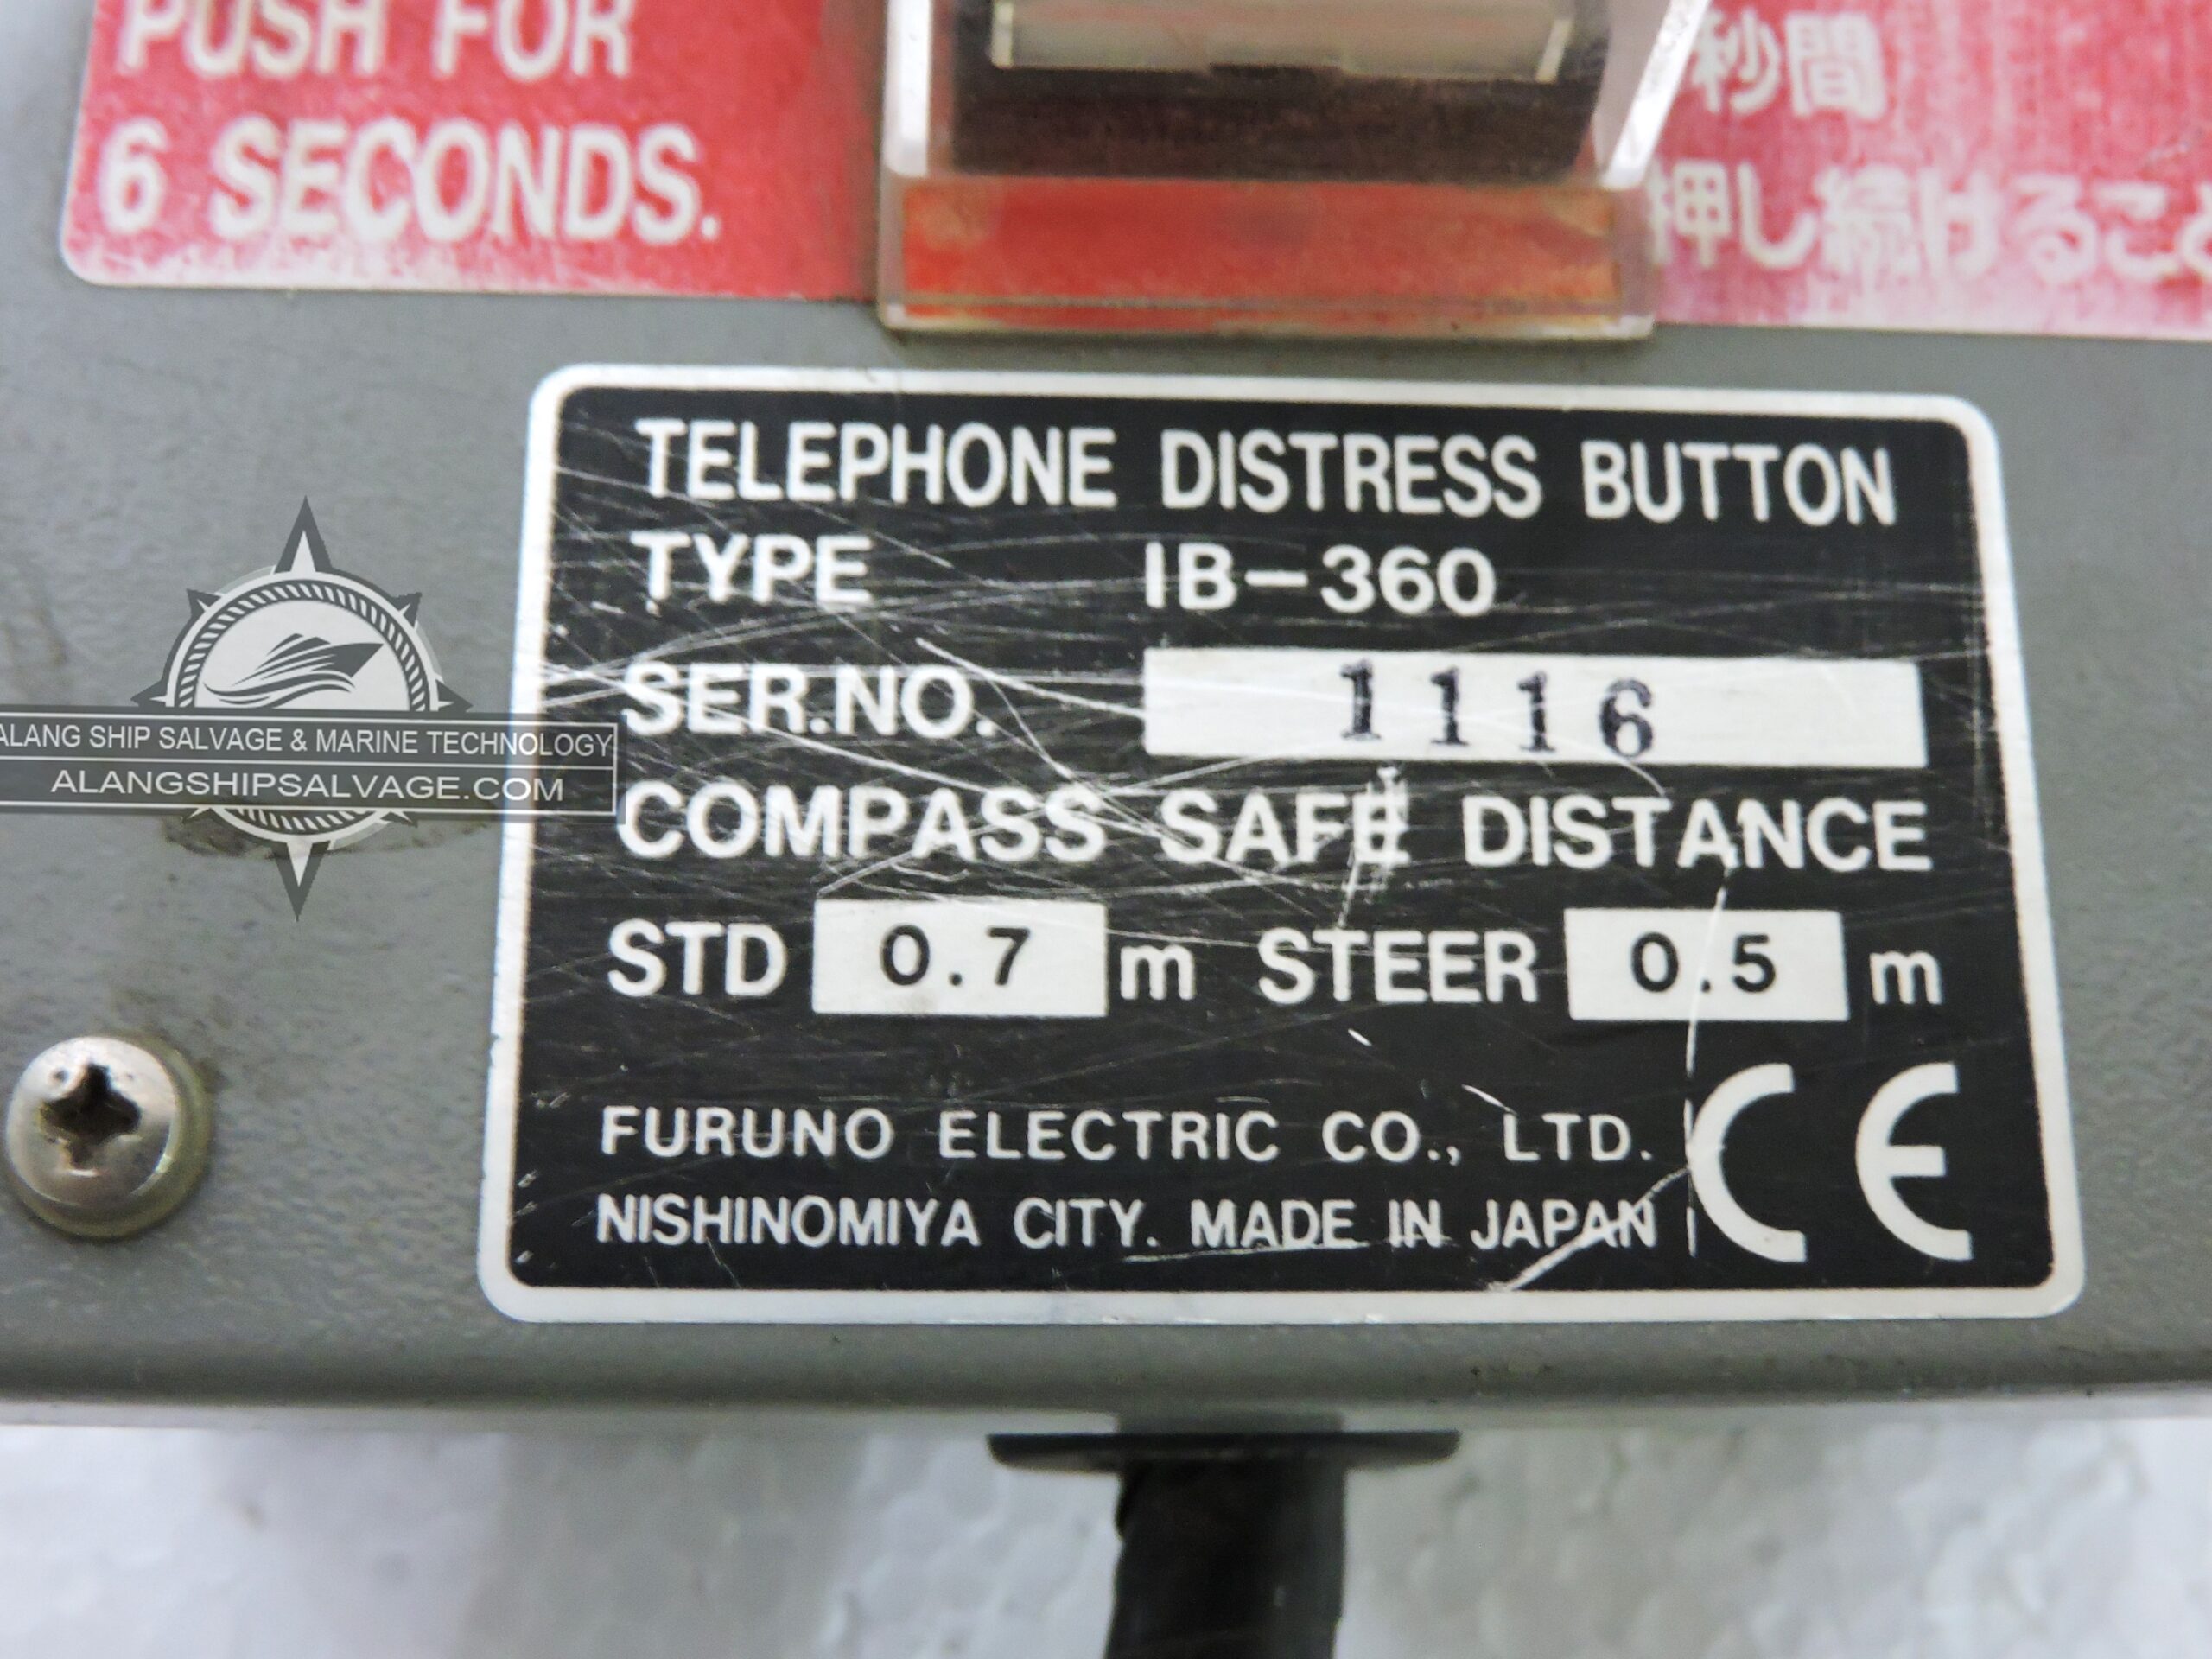 PUSH FOR
6 SECONDS.
秒間
押し続けること
TELEPHONE DISTRESS BUTTON
TYPE IB-360
SER.NO. 1116
COMPASS SAFE DISTANCE
STD 0.7 m STEER 0.5 m
FURUNO ELECTRIC CO., LTD.
NISHINOMIYA CITY. MADE IN JAPAN
CE
ALANG SHIP SALVAGE & MARINE TECHNOLOGY
ALANGSHIPSALVAGE.COM